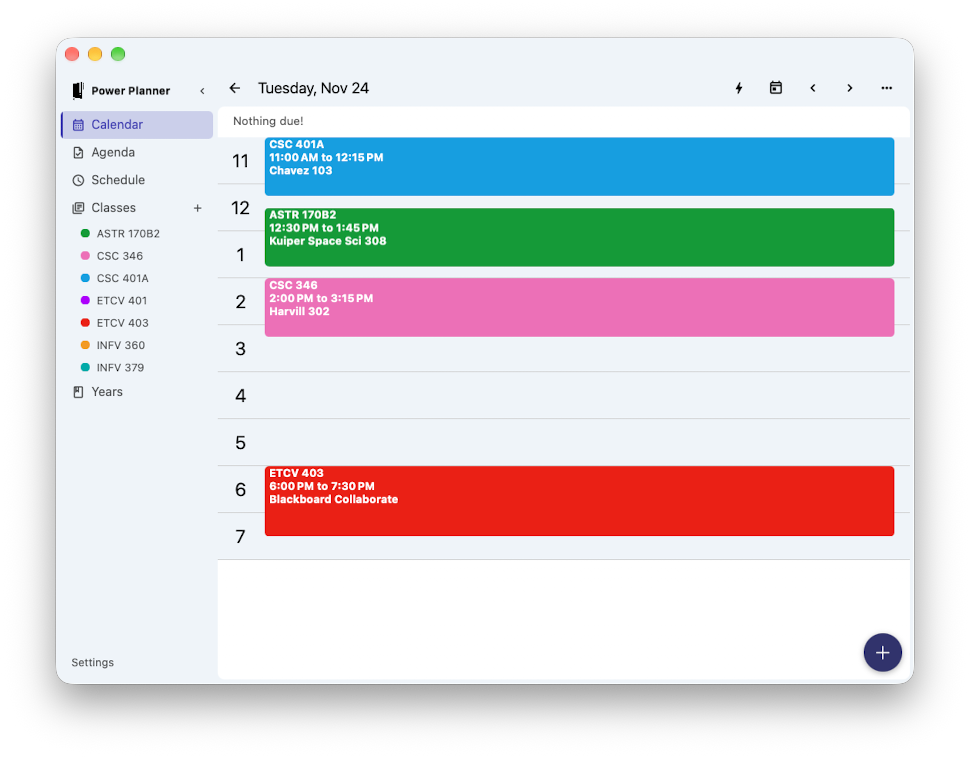 Power Planner
Calendar
Agenda
Schedule
Classes
ASTR 170B2
CSC 346
CSC 401A
ETCV 401
ETCV 403
INFV 360
INFV 379
Years
Settings
Tuesday, Nov 24
Nothing due!
11
CSC 401A
11:00 AM to 12:15 PM
Chavez 103
12
ASTR 170B2
12:30 PM to 1:45 PM
Kuiper Space Sci 308
1
2
CSC 346
2:00 PM to 3:15 PM
Harvill 302
3
4
5
6
ETCV 403
6:00 PM to 7:30 PM
Blackboard Collaborate
7